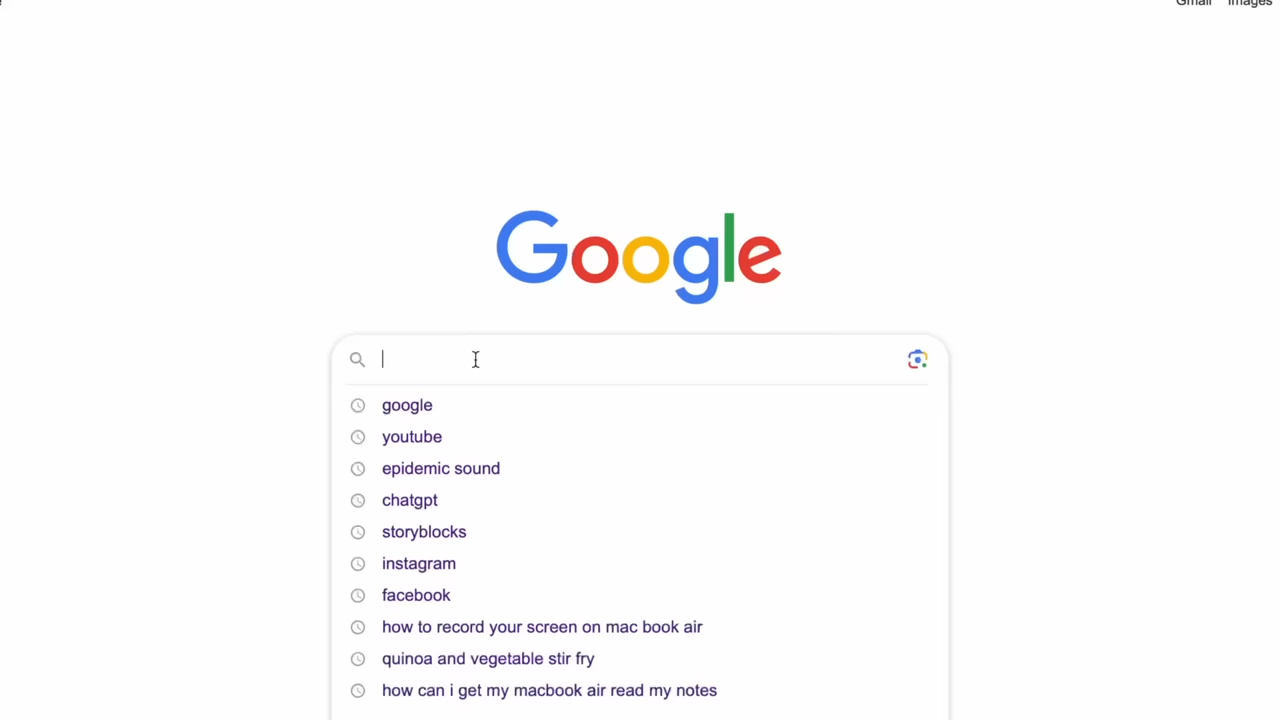 Gmail Images
Google
google
youtube
epidemic sound
chatgpt
storyblocks
instagram
facebook
how to record your screen on mac book air
quinoa and vegetable stir fry
how can i get my macbook air read my notes